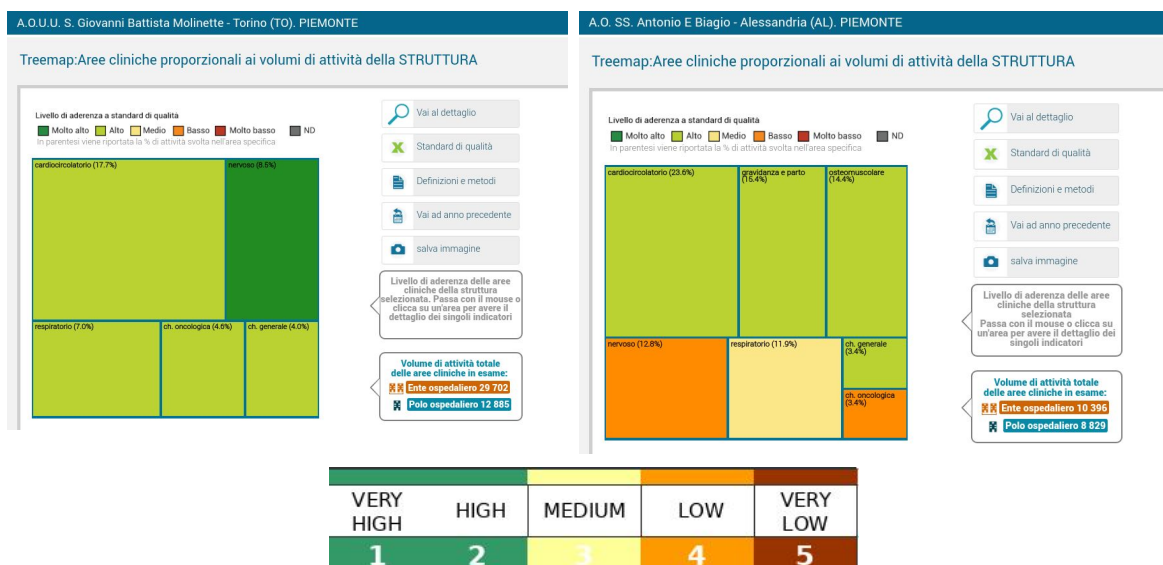 A.O.U.U. S. Giovanni Battista Molinette - Torino (TO). PIEMONTE
Treemap:Aree cliniche proporzionali ai volumi di attività della STRUTTURA
Livello di aderenza a standard di qualità
Molto alto Alto Medio Basso Molto basso ND
In parentesi viene riportata la % di attività svolta nell'area specifica
cardiocircolatorio (17.7%)
nervoso (8.5%)
respiratorio (7.0%)
ch. oncologica (4.6%)
ch. generale (4.0%)
Vai al dettaglio
Standard di qualità
Definizioni e metodi
Vai ad anno precedente
salva immagine
Livello di aderenza delle aree
cliniche della struttura
selezionata. Passa con il mouse o
clicca su un'area per avere il
dettaglio dei singoli indicatori
Volume di attività totale
delle aree cliniche in esame:
Ente ospedaliero 29 702
Polo ospedaliero 12 885
A.O. SS. Antonio E Biagio - Alessandria (AL). PIEMONTE
Treemap:Aree cliniche proporzionali ai volumi di attività della STRUTTURA
Livello di aderenza a standard di qualità
Molto alto Alto Medio Basso Molto basso ND
In parentesi viene riportata la % di attività svolta nell'area specifica
cardiocircolatorio (23.6%)
gravidanza e parto
(15.4%)
osteomuscolare
(14.4%)
nervoso (12.8%)
respiratorio (11.9%)
ch. generale
(3.4%)
ch. oncologica
(3.4%)
Vai al dettaglio
Standard di qualità
Definizioni e metodi
Vai ad anno precedente
salva immagine
Livello di aderenza delle aree
cliniche della struttura
selezionata
Passa con il mouse o clicca su
un'area per avere il dettaglio dei
singoli indicatori
Volume di attività totale
delle aree cliniche in esame:
Ente ospedaliero 10 396
Polo ospedaliero 8 829
VERY
HIGH
HIGH
MEDIUM
LOW
VERY
LOW
1 2 3 4 5